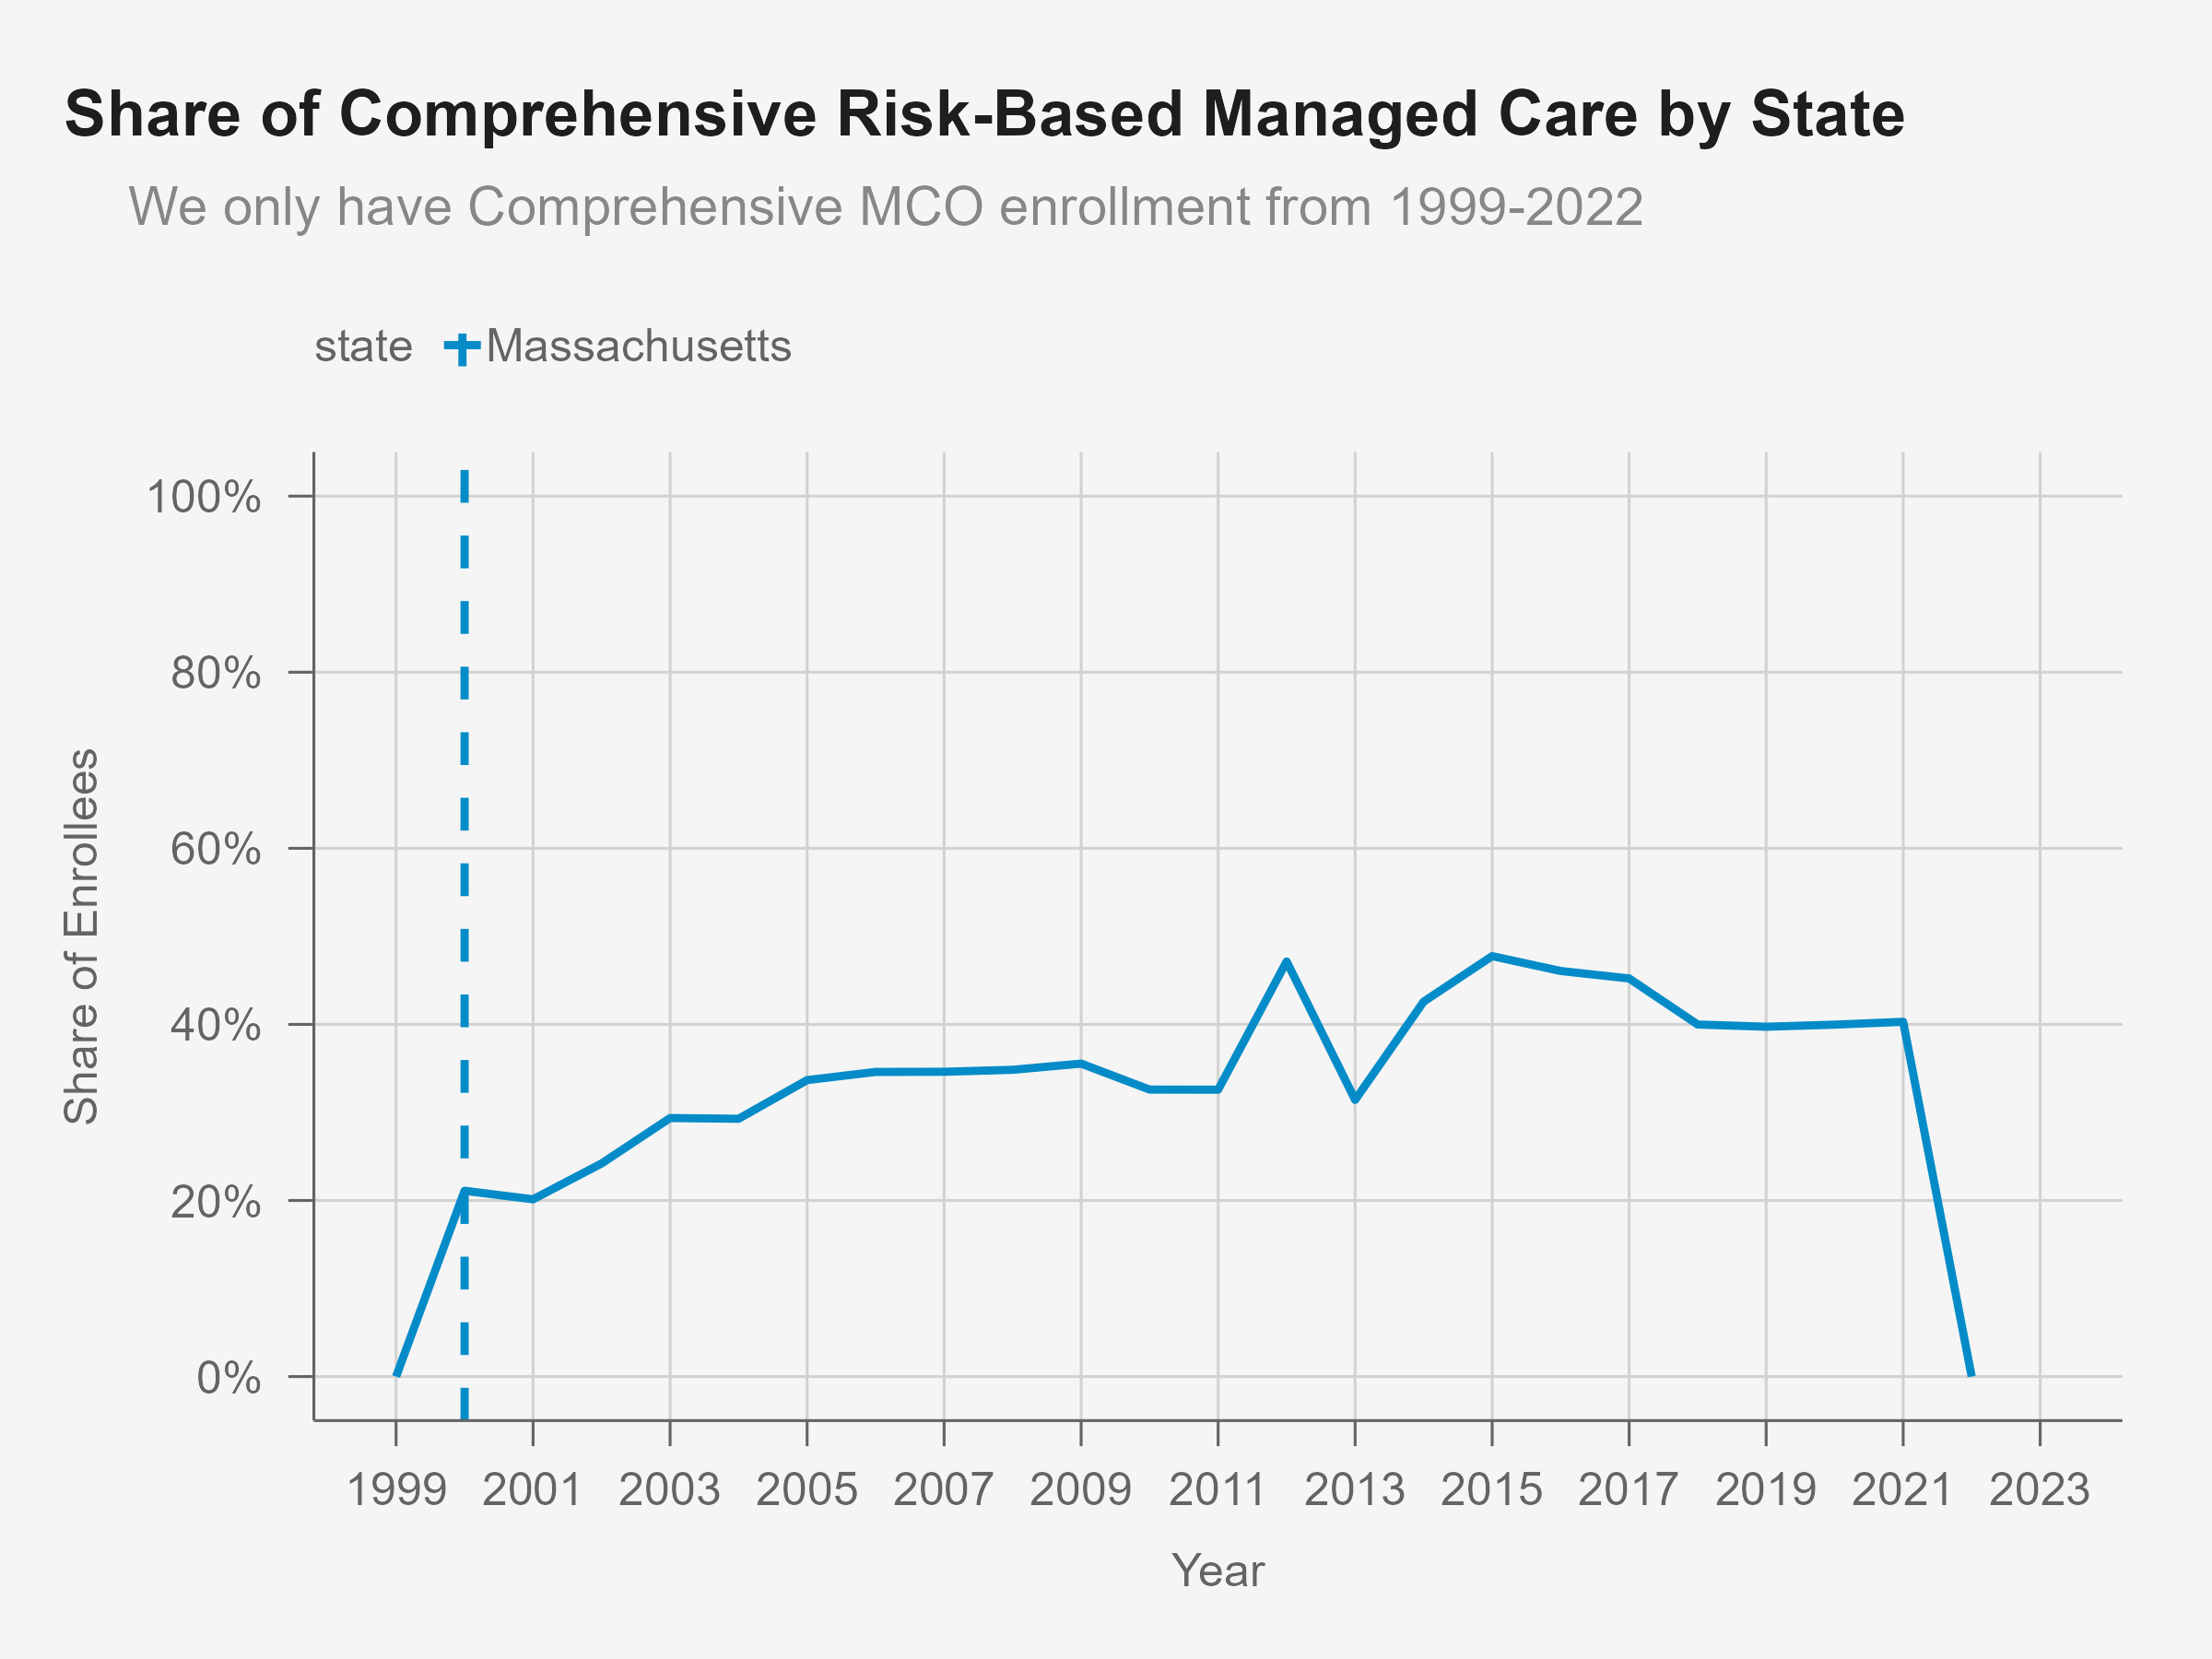 Share of Comprehensive Risk-Based Managed Care by State
We only have Comprehensive MCO enrollment from 1999-2022
state Massachusetts
100%
80%
60%
40%
20%
0%
Share of Enrollees
1999 2001 2003 2005 2007 2009 2011 2013 2015 2017 2019 2021 2023
Year